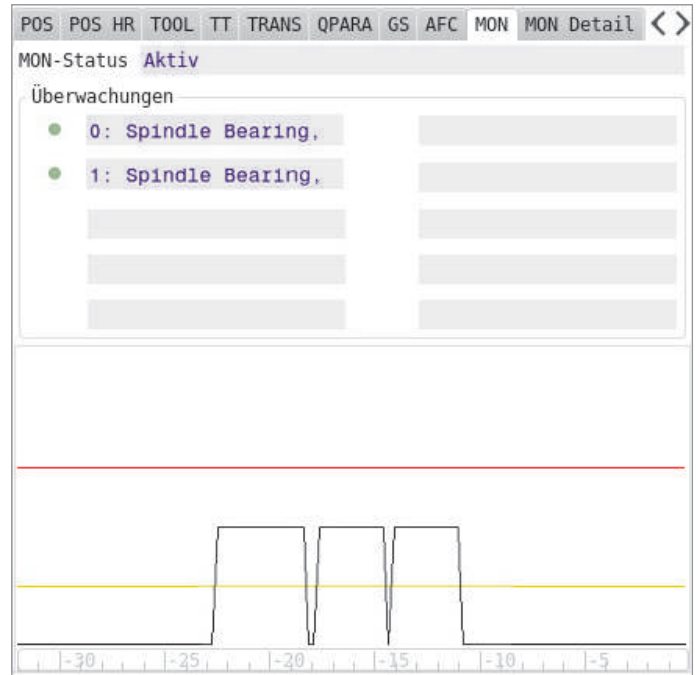 POS POS HR TOOL TT TRANS QPARA GS AFC MON MON Detail
MON-Status Aktiv
Überwachungen
0: Spindle Bearing,
1: Spindle Bearing,
-30 -25 -20 -15 -10 -5